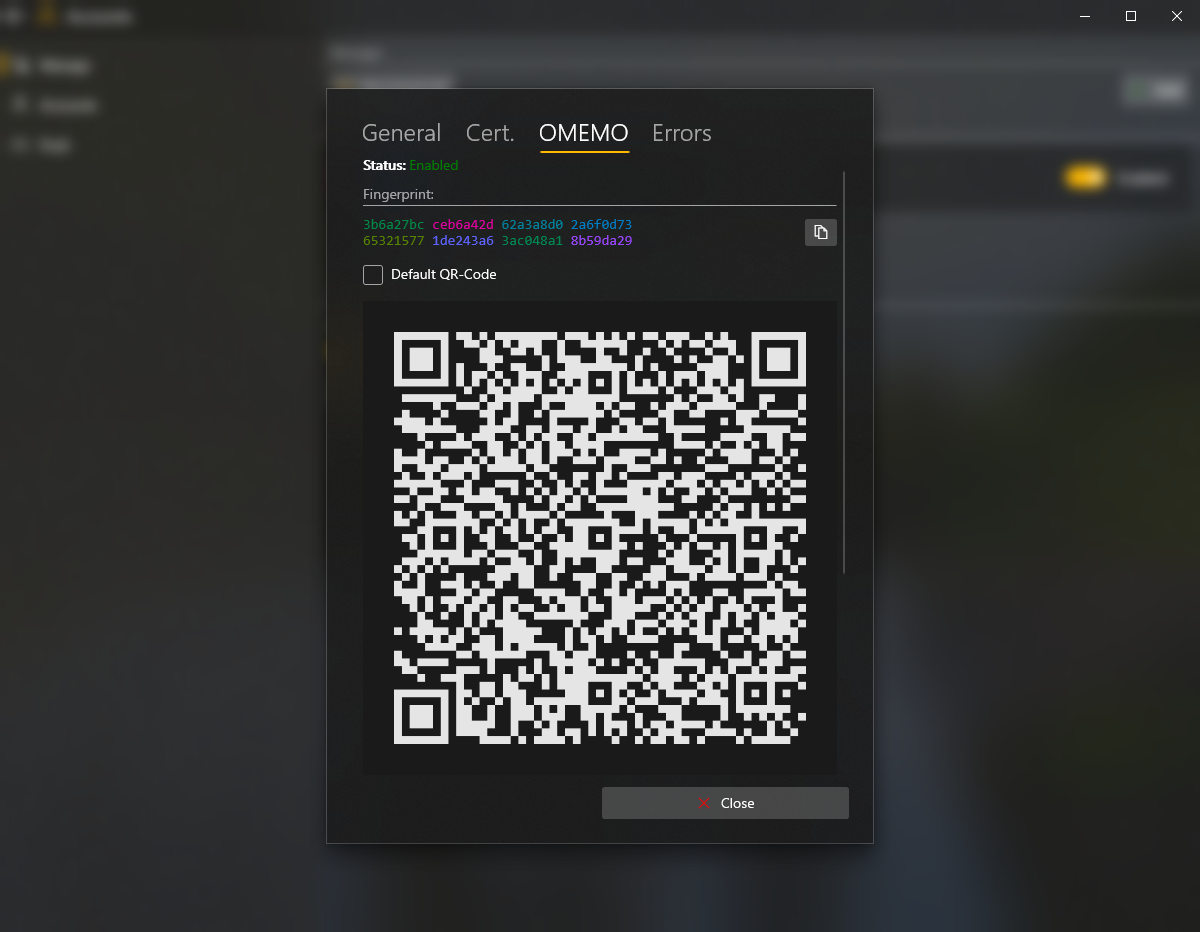 General Cert. OMEMO Errors
Status: Enabled
Fingerprint:
3b6a27bc ceb6a42d 62a3a8d0 2a6f0d73
65321577 1de243a6 3ac048a1 8b59da29
Default QR-Code
Close